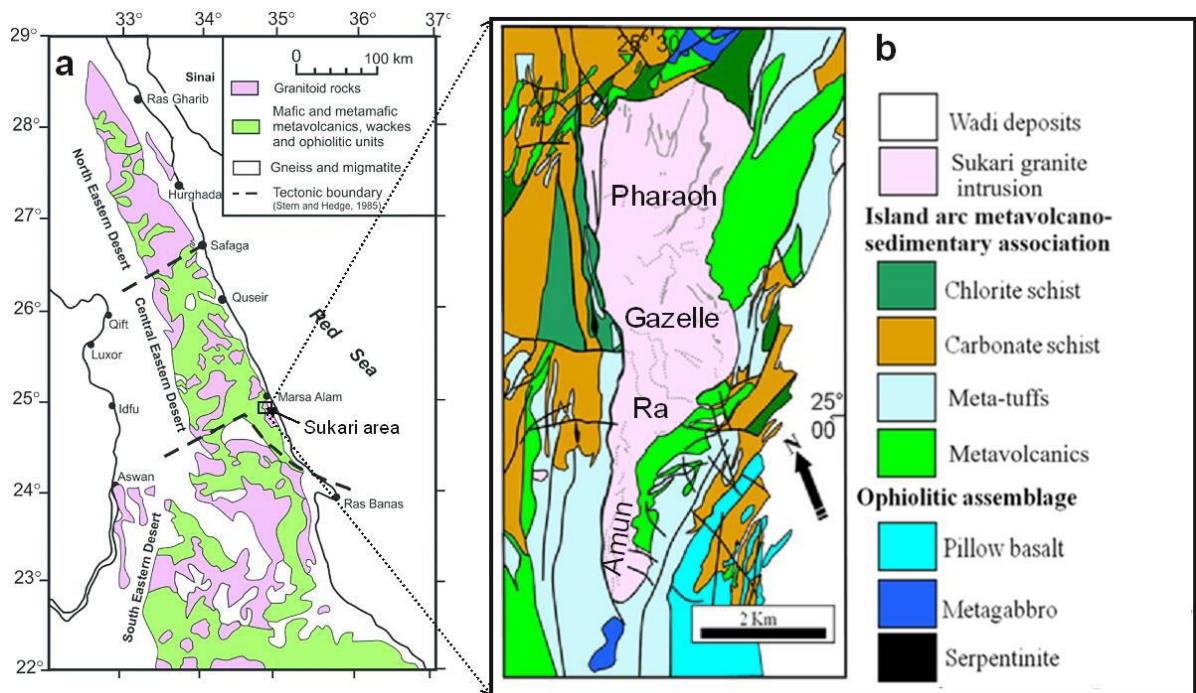 33°
34°
35°
36°
37°
29°
28°
27°
26°
25°
24°
23°
22°
33
34
35
36
a
Sinai
0
100 km
Granitoid rocks
Mafic and metamafic
metavolcanics, wackes
and ophiolitic units
Gneiss and migmatite
Tectonic boundary
(Stern and Hedge, 1985)
Ras Gharib
Hurghada
Safaga
Quseir
Qift
Luxor
Idfu
Aswan
Marsa Alam
Sukari area
Ras Banas
Red Sea
North Eastern Desert
Central Eastern Desert
South Eastern Desert
Pharaoh
Gazelle
Ra
Amun
25°
00
N
2 Km
b
Wadi deposits
Sukari granite
intrusion
Island arc metavolcano-
sedimentary association
Chlorite schist
Carbonate schist
Meta-tuffs
Metavolcanics
Ophiolitic assemblage
Pillow basalt
Metagabbro
Serpentinite